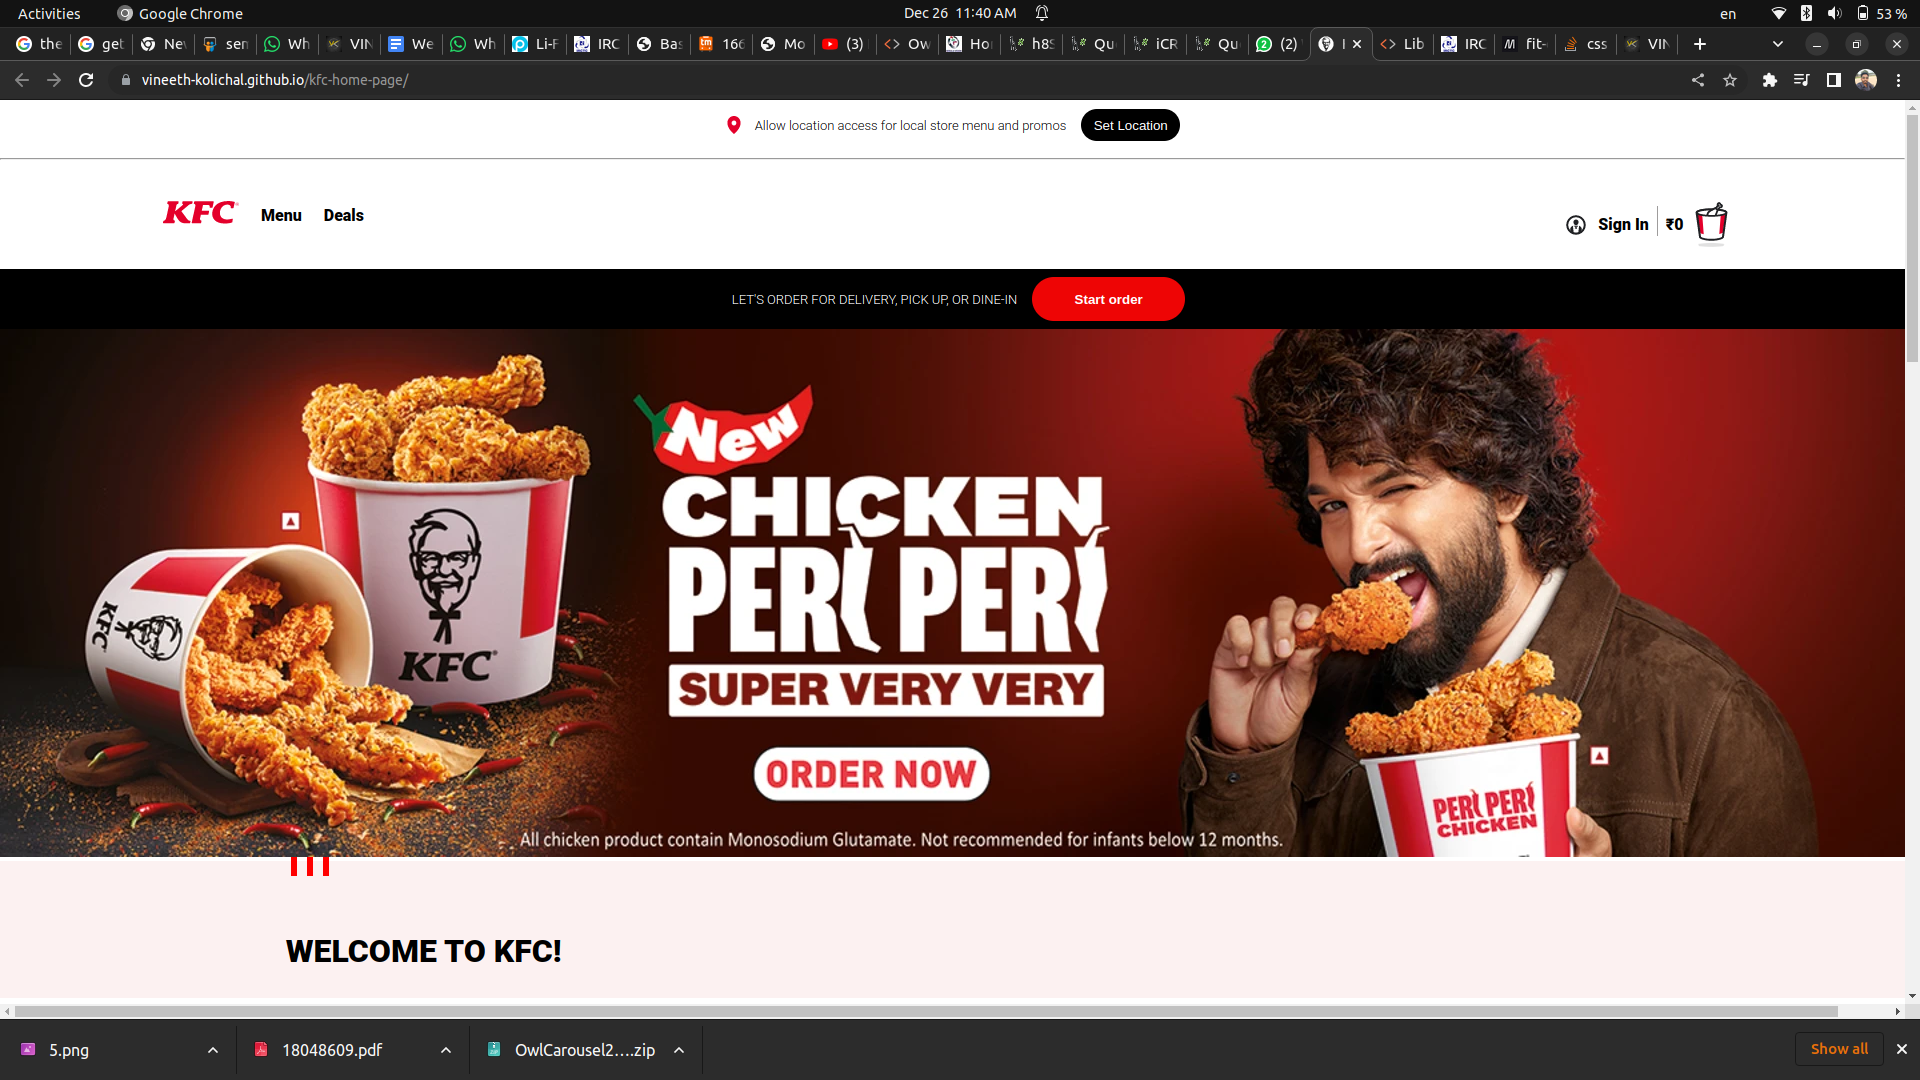 Activities
Google Chrome
Dec 26 11:40 AM
en
53 %
the
get
Nev
sen
Wh
VIN
We
Wh
Li-F
IRC
Bas
166
Mo
(3)
Ow
Ho
h8S
Qu
iCR
Qu
(2)
Lib
IRC
fit-
css
VIN
vineeth-kolichal.github.io/kfc-home-page/
Allow location access for local store menu and promos
Set Location
KFC
Menu
Deals
Sign In
₹0
LET'S ORDER FOR DELIVERY, PICK UP, OR DINE-IN
Start order
New
CHICKEN
PERi PERi
SUPER VERY VERY
ORDER NOW
KFC
KFC
PERi PERi
CHICKEN
All chicken product contain Monosodium Glutamate. Not recommended for infants below 12 months.
WELCOME TO KFC!
5.png
18048609.pdf
OwlCarousel2....zip
Show all